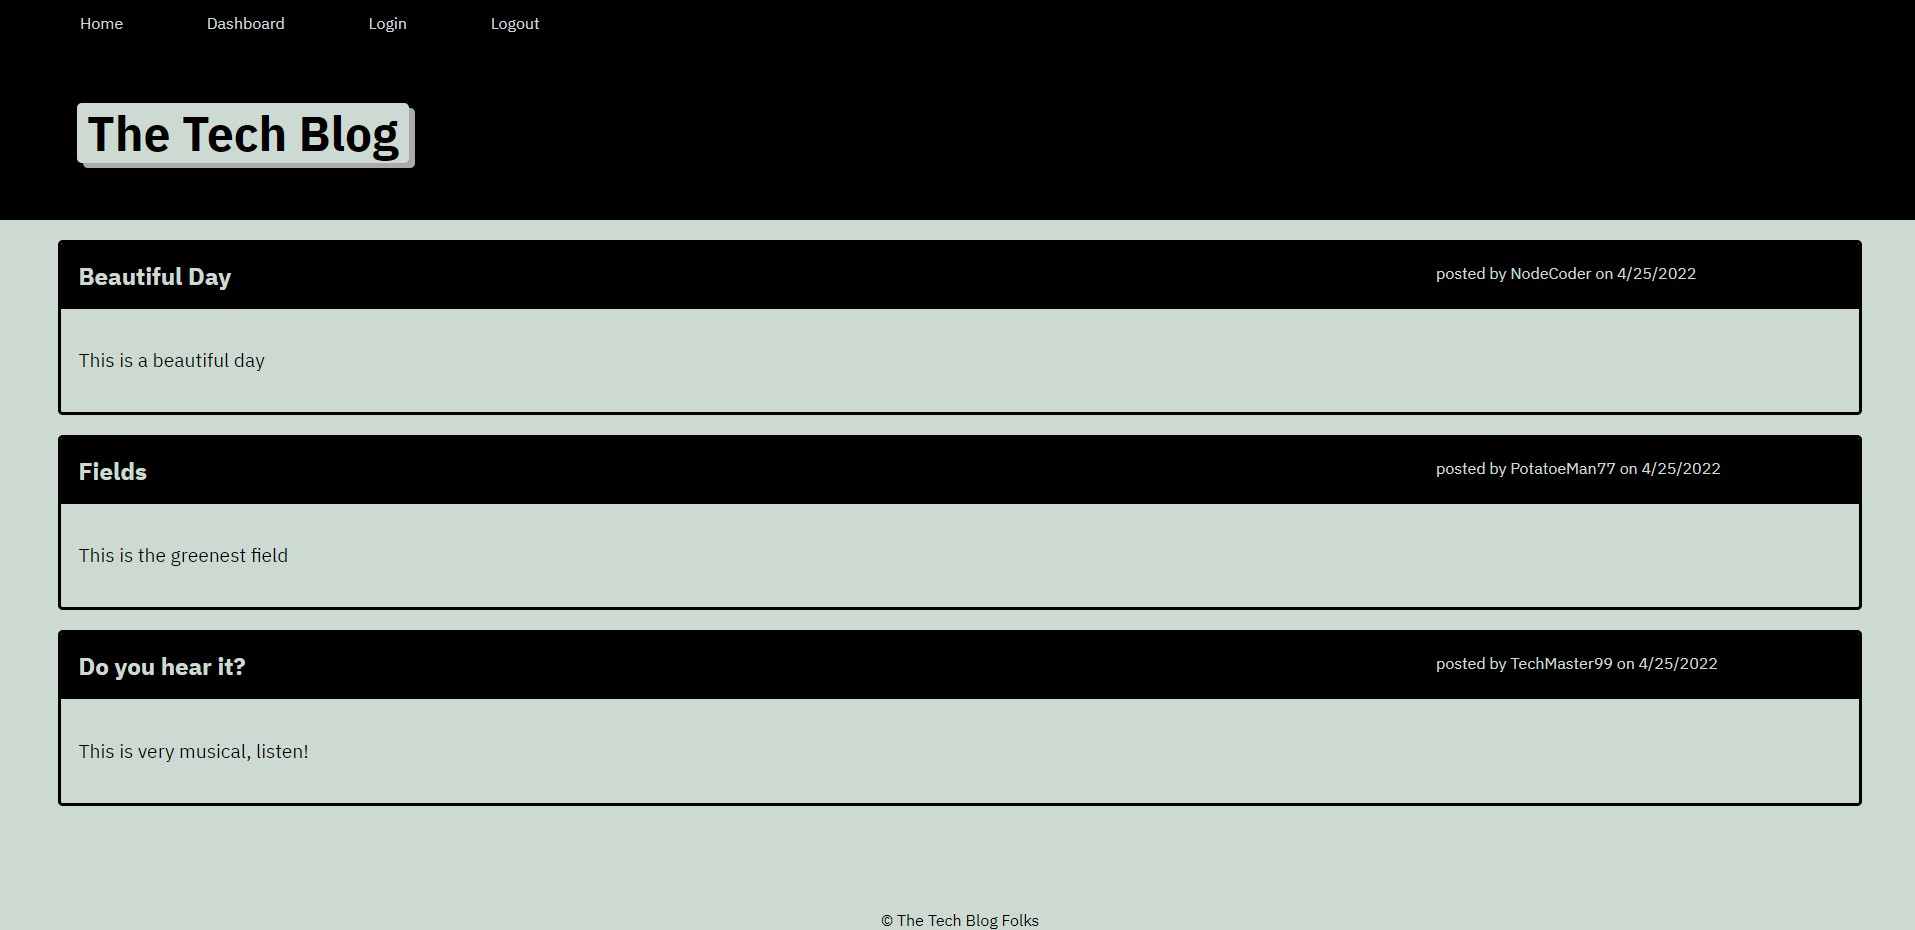 Home Dashboard Login Logout
The Tech Blog
Beautiful Day posted by NodeCoder on 4/25/2022
This is a beautiful day
Fields posted by PotatoeMan77 on 4/25/2022
This is the greenest field
Do you hear it? posted by TechMaster99 on 4/25/2022
This is very musical, listen!
© The Tech Blog Folks